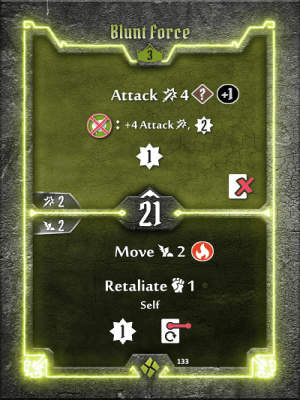 Blunt Force
3
Attack 4 ? +1
: +4 Attack , 2
1
2
21
2
Move 2
Retaliate 1
Self
1
133